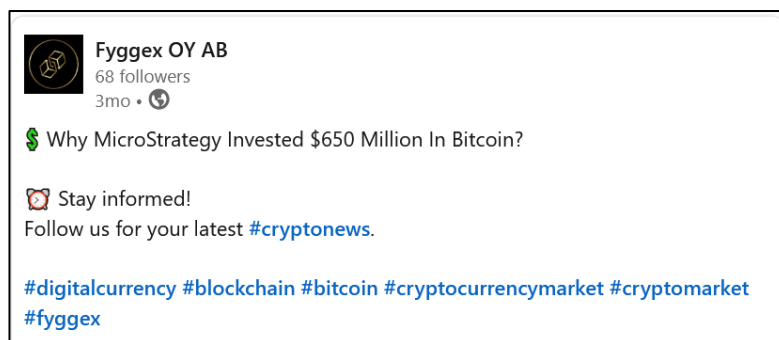 Fyggex OY AB
68 followers
3mo •
💲 Why MicroStrategy Invested $650 Million In Bitcoin?
⏰ Stay informed!
Follow us for your latest #cryptonews.
#digitalcurrency #blockchain #bitcoin #cryptocurrencymarket #cryptomarket
#fyggex